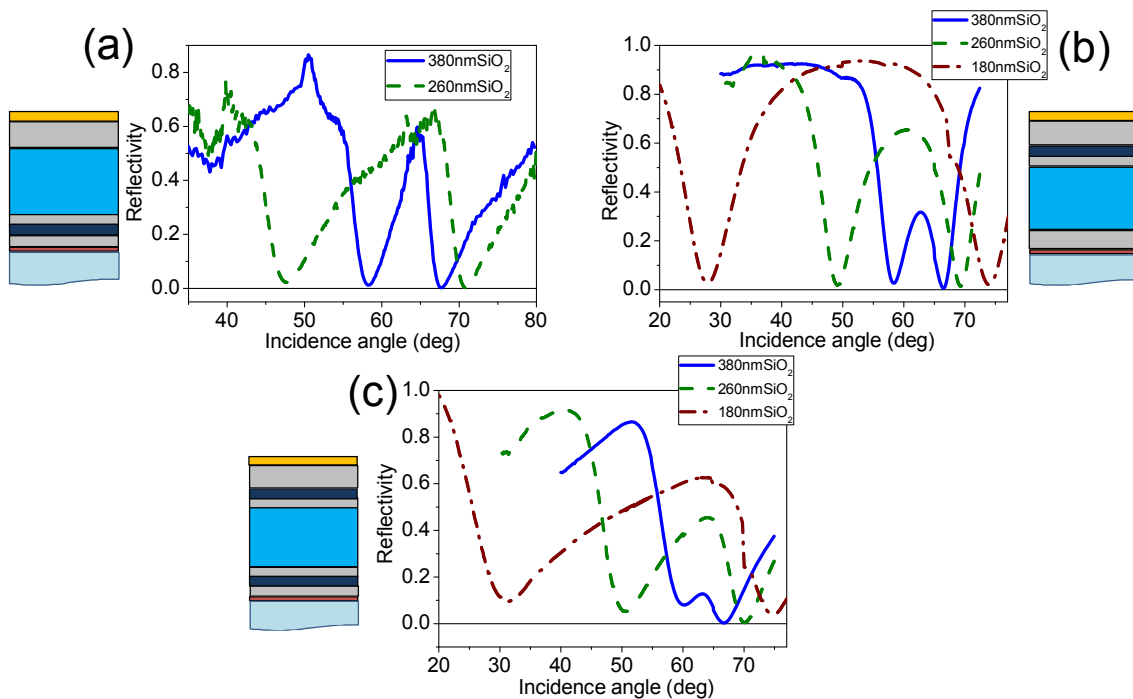 (a)
380nmSiO₂
260nmSiO₂
Reflectivity
0.8
0.6
0.4
0.2
0.0
40 50 60 70 80
Incidence angle (deg)
(b)
380nmSiO₂
260nmSiO₂
180nmSiO₂
Reflectivity
1.0
0.8
0.6
0.4
0.2
0.0
20 30 40 50 60 70
Incidence angle (deg)
(c)
380nmSiO₂
260nmSiO₂
180nmSiO₂
Reflectivity
1.0
0.8
0.6
0.4
0.2
0.0
20 30 40 50 60 70
Incidence angle (deg)